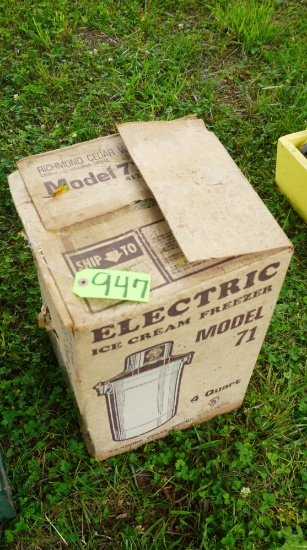 RICHMOND CEDAR W
Model 7
SHIP TO
947
ELECTRIC
ICE CREAM FREEZER
MODEL
71
4 Quart